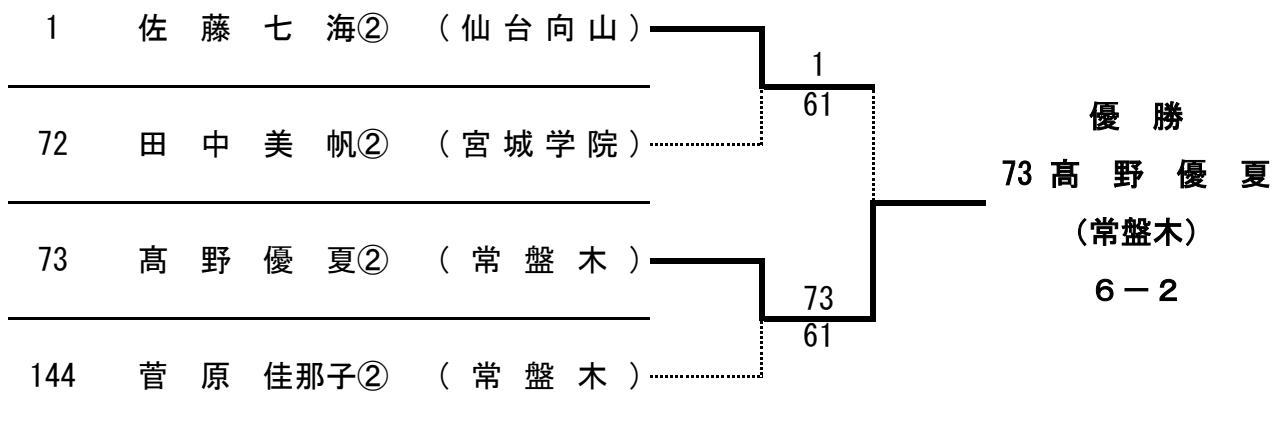 1 佐藤七海② （仙台向山）
1
61
72 田中美帆② （宮城学院）
73 髙野優夏② （常盤木）
73
61
144 菅原佳那子② （常盤木）
優勝
73 髙野優夏
（常盤木）
６－２